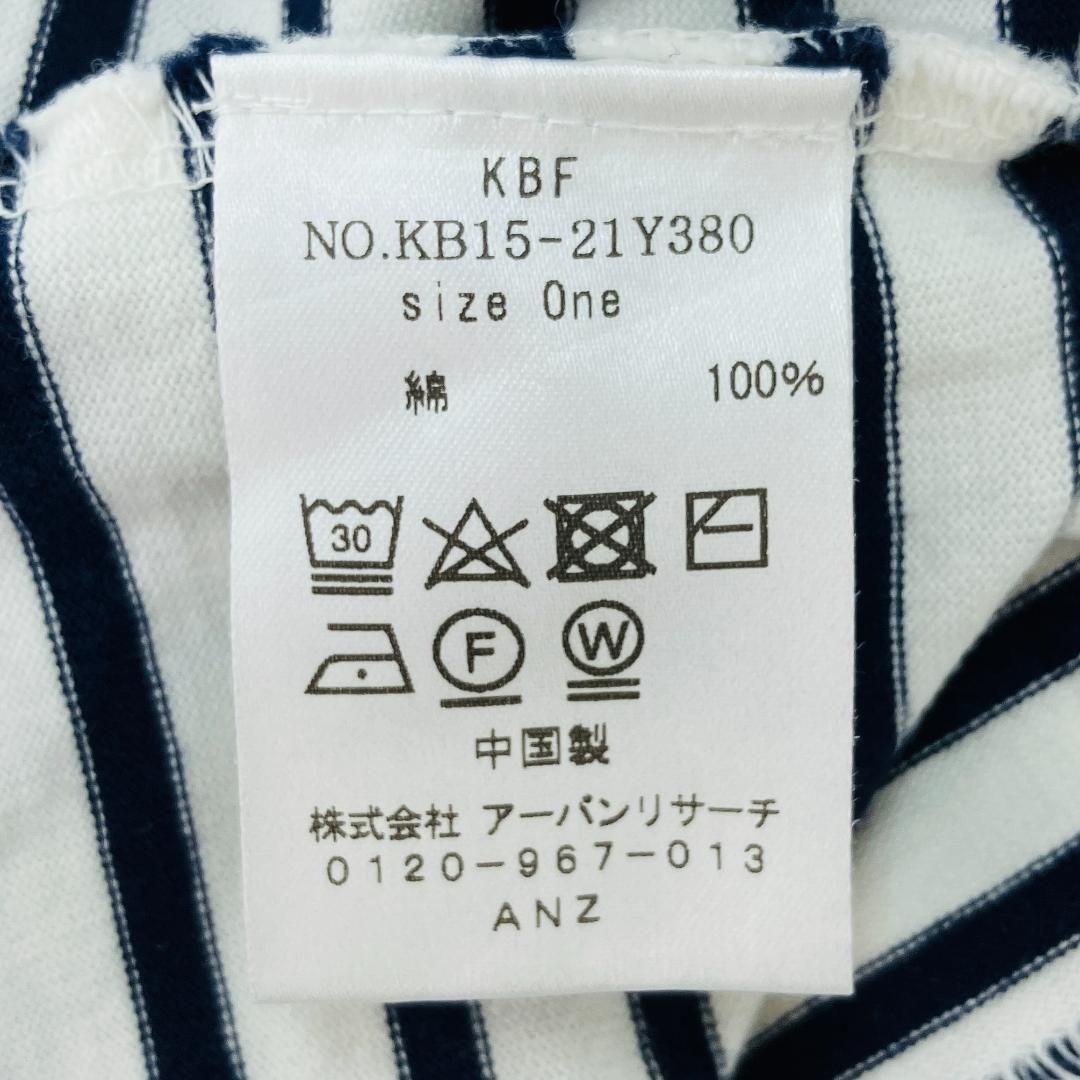 KBF
NO.KB15-21Y380
size One
綿 100%
30
F W
中国製
株式会社 アーバンリサーチ
0120-967-013
ANZ